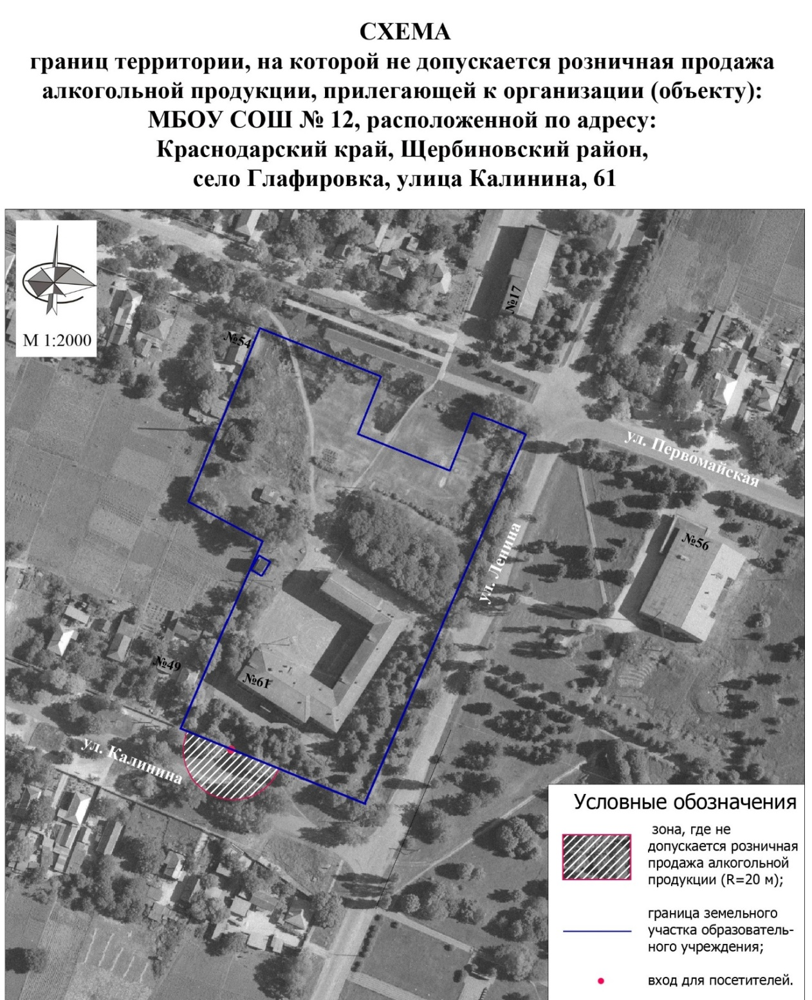 СХЕМА
границ территории, на которой не допускается розничная продажа
алкогольной продукции, прилегающей к организации (объекту):
МБОУ СОШ № 12, расположенной по адресу:
Краснодарский край, Щербиновский район,
село Глафировка, улица Калинина, 61
М 1:2000
№17
№54
ул. Первомайская
№56
ул. Ленина
№49
№61
ул. Калинина
Условные обозначения
зона, где не
допускается розничная
продажа алкогольной
продукции (R=20 м);
граница земельного
участка образователь-
ного учреждения;
вход для посетителей.